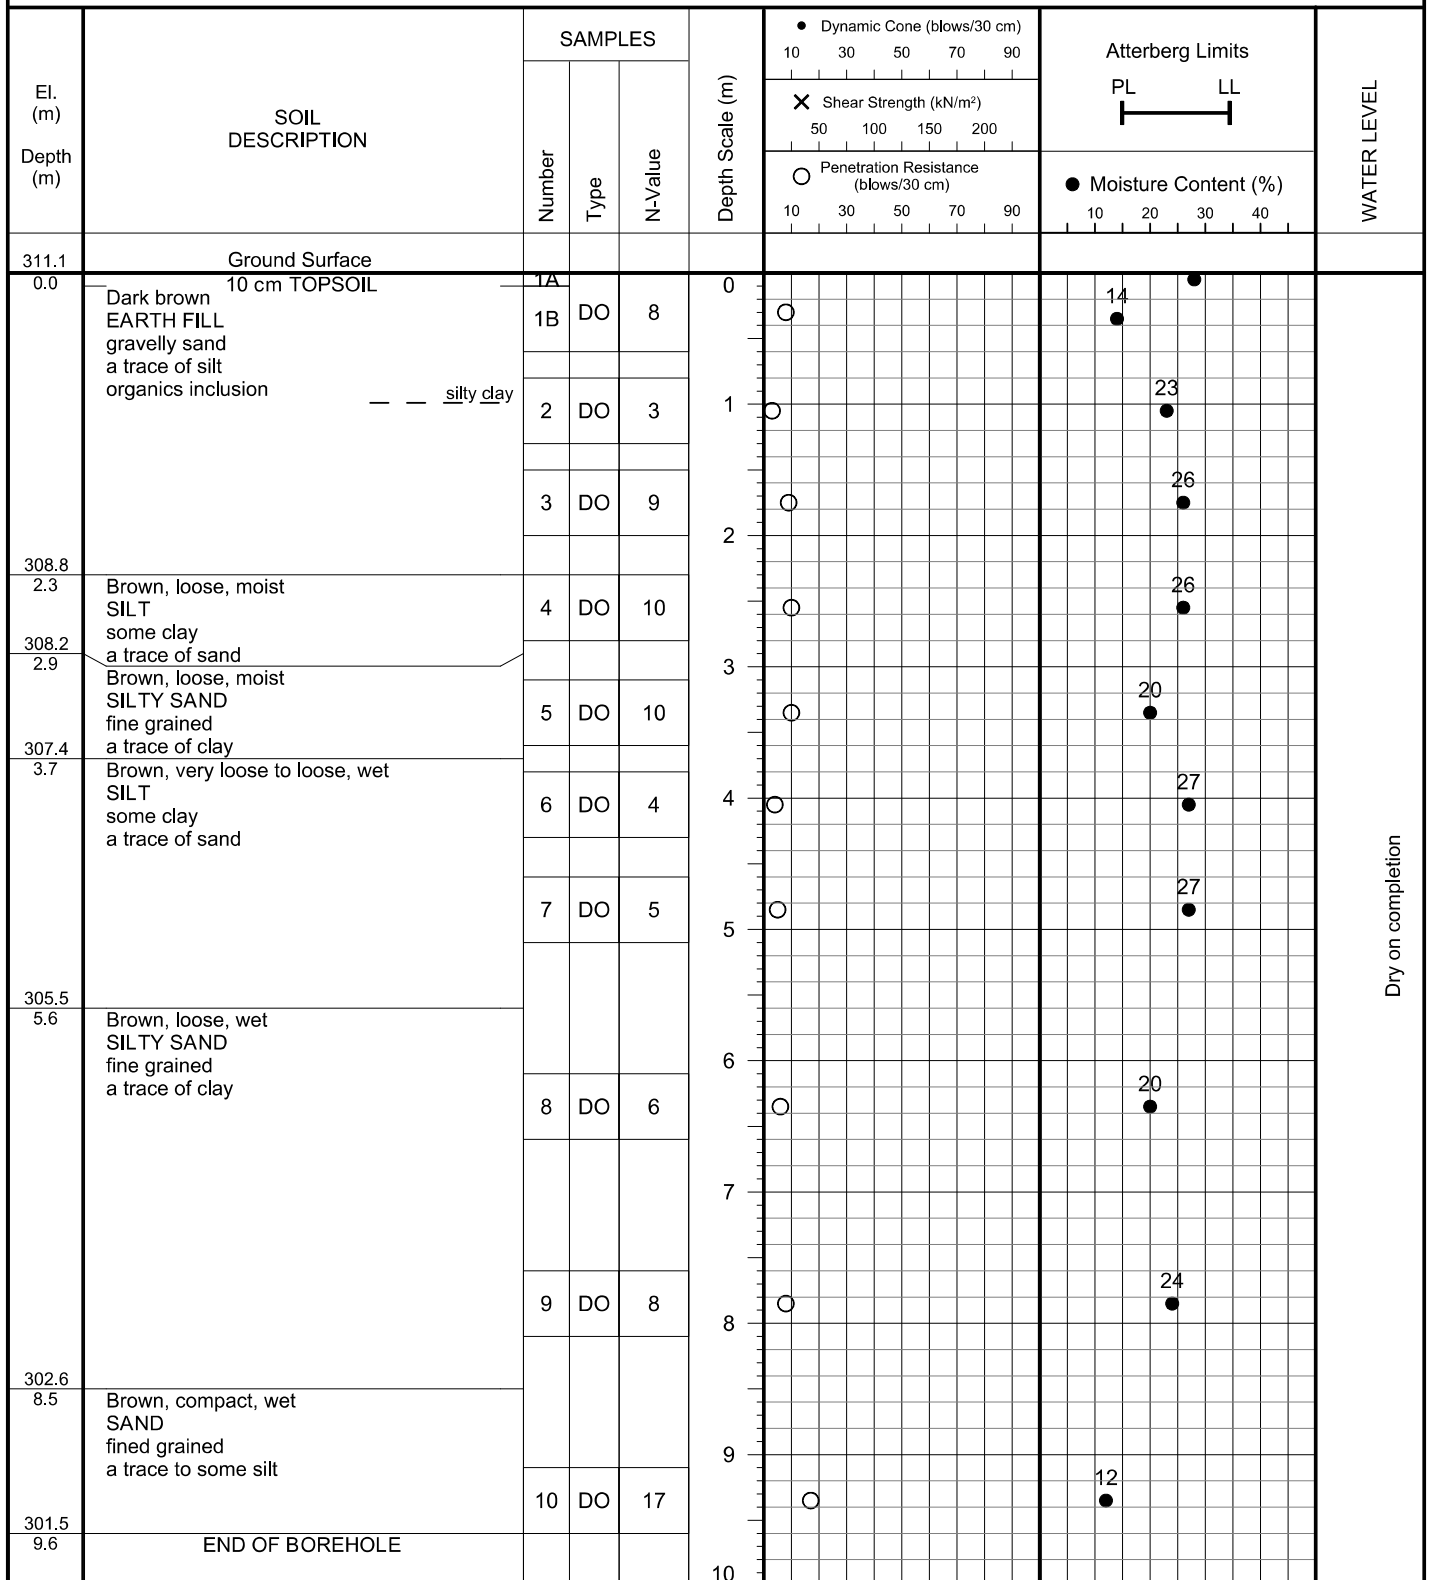 SAMPLES
El.
(m)
Depth
(m)
SOIL
DESCRIPTION
Number
Type
N-Value
Depth Scale (m)
● Dynamic Cone (blows/30 cm)
10 30 50 70 90
X Shear Strength (kN/m²)
50 100 150 200
○ Penetration Resistance
(blows/30 cm)
10 30 50 70 90
Atterberg Limits
PL LL
● Moisture Content (%)
10 20 30 40
WATER LEVEL
311.1 Ground Surface
0.0 10 cm TOPSOIL 1A 0
Dark brown
EARTH FILL 1B DO 8 14
gravelly sand
a trace of silt
organics inclusion
silty clay
2 DO 3 1 23
3 DO 9 26
2
308.8
2.3 Brown, loose, moist
SILT 4 DO 10 26
some clay
308.2 a trace of sand
2.9 3
Brown, loose, moist
SILTY SAND 5 DO 10 20
fine grained
307.4 a trace of clay
3.7 Brown, very loose to loose, wet
SILT 6 DO 4 4 27
some clay
a trace of sand
7 DO 5 27
5
Dry on completion
305.5
5.6 Brown, loose, wet
SILTY SAND
fine grained 6
a trace of clay
8 DO 6 20
7
9 DO 8 24
8
302.6
8.5 Brown, compact, wet
SAND
fined grained 9
a trace to some silt
10 DO 17 12
301.5
9.6 END OF BOREHOLE
10